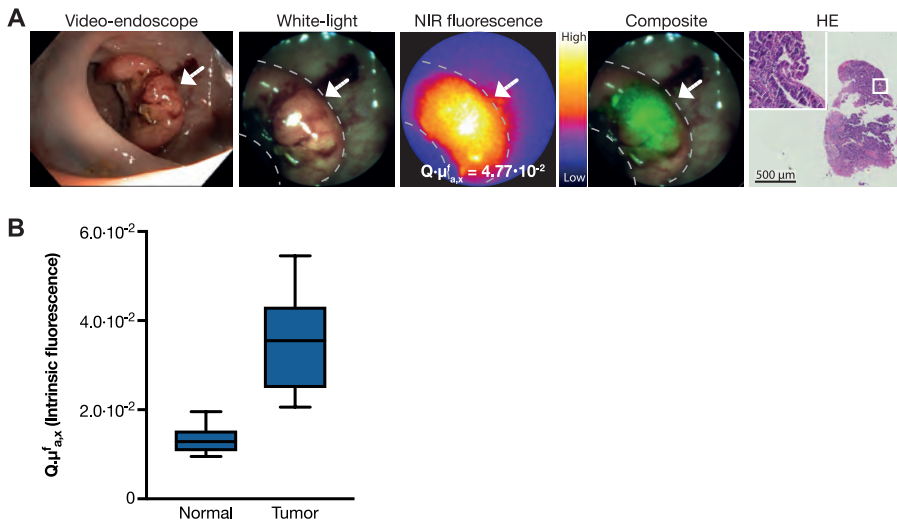 A
Video-endoscope
White-light
NIR fluorescence
Composite
HE
High
Low
Q·μᶠₐ,ₓ = 4.77·10⁻²
500 μm
B
Q.μᶠₐ,ₓ (Intrinsic fluorescence)
6.0·10⁻²
4.0·10⁻²
2.0·10⁻²
0
Normal
Tumor